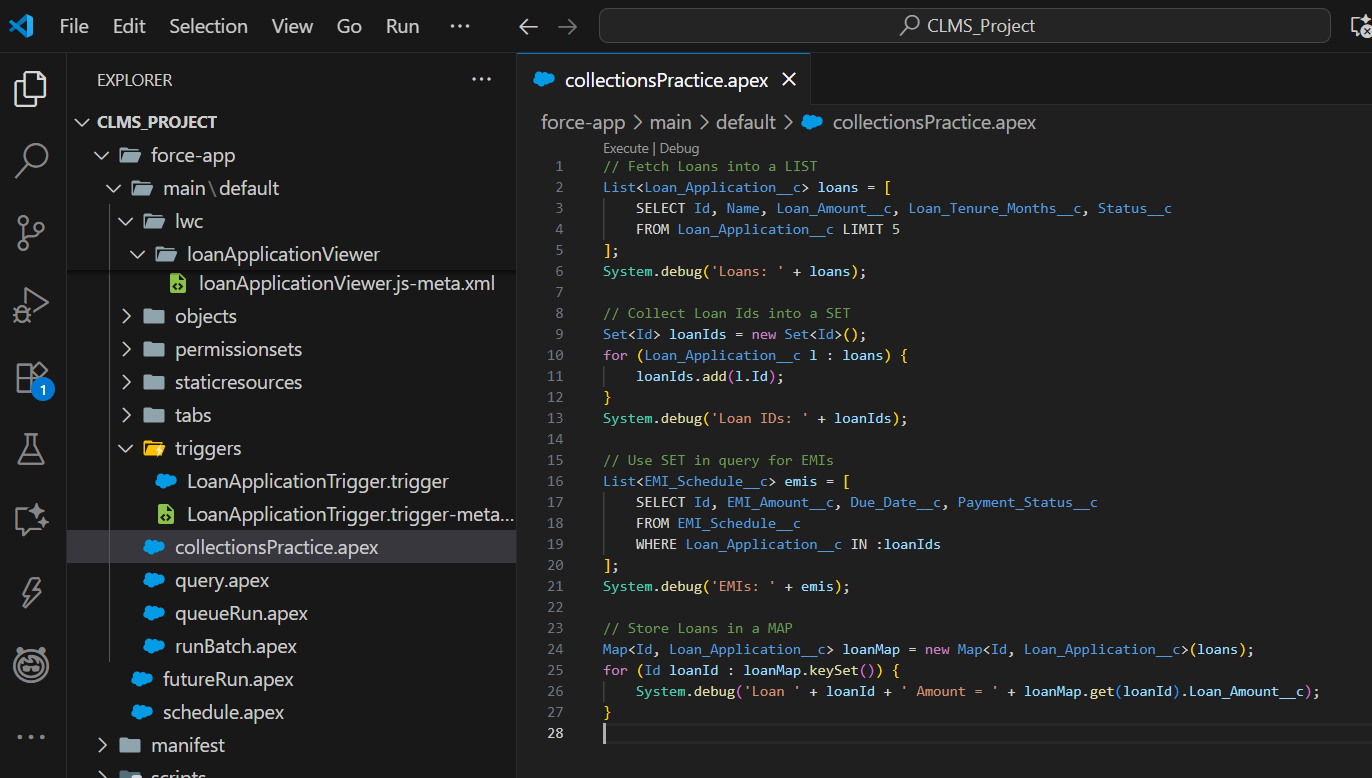 File Edit Selection View Go Run ···
CLMS_Project
EXPLORER ···
CLMS_PROJECT
force-app
main\default
lwc
loanApplicationViewer
loanApplicationViewer.js-meta.xml
objects
permissionsets
staticresources
tabs
triggers
LoanApplicationTrigger.trigger
LoanApplicationTrigger.trigger-meta...
collectionsPractice.apex
query.apex
queueRun.apex
runBatch.apex
futureRun.apex
schedule.apex
manifest
scripts
1
collectionsPractice.apex
force-app > main > default > collectionsPractice.apex
Execute | Debug
1 // Fetch Loans into a LIST
2 List<Loan_Application__c> loans = [
3     SELECT Id, Name, Loan_Amount__c, Loan_Tenure_Months__c, Status__c
4     FROM Loan_Application__c LIMIT 5
5 ];
6 System.debug('Loans: ' + loans);
7
8 // Collect Loan Ids into a SET
9 Set<Id> loanIds = new Set<Id>();
10 for (Loan_Application__c l : loans) {
11     loanIds.add(l.Id);
12 }
13 System.debug('Loan IDs: ' + loanIds);
14
15 // Use SET in query for EMIs
16 List<EMI_Schedule__c> emis = [
17     SELECT Id, EMI_Amount__c, Due_Date__c, Payment_Status__c
18     FROM EMI_Schedule__c
19     WHERE Loan_Application__c IN :loanIds
20 ];
21 System.debug('EMIs: ' + emis);
22
23 // Store Loans in a MAP
24 Map<Id, Loan_Application__c> loanMap = new Map<Id, Loan_Application__c>(loans);
25 for (Id loanId : loanMap.keySet()) {
26     System.debug('Loan ' + loanId + ' Amount = ' + loanMap.get(loanId).Loan_Amount__c);
27 }
28